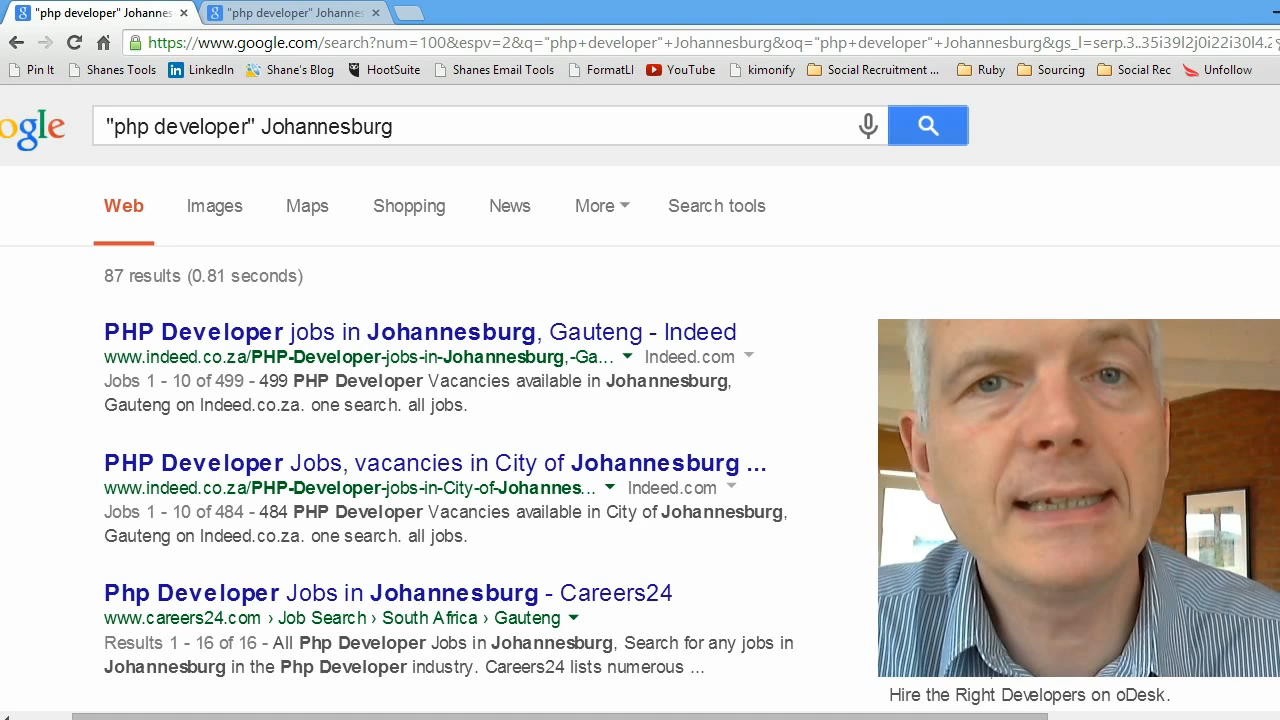 "php developer" Johannes
"php developer" Johannes
https://www.google.com/search?num=100&espv=2&q="php+developer"+Johannesburg&oq="php+developer"+Johannesburg&gs_l=serp.3..35i39l2j0i22i30l4.2
Pin It Shanes Tools LinkedIn Shane's Blog HootSuite Shanes Email Tools FormatLI YouTube kimonify Social Recruitment ... Ruby Sourcing Social Rec Unfollow
ogle
"php developer" Johannesburg
Web Images Maps Shopping News More Search tools
87 results (0.81 seconds)
PHP Developer jobs in Johannesburg, Gauteng - Indeed
www.indeed.co.za/PHP-Developer-jobs-in-Johannesburg,-Ga... Indeed.com
Jobs 1 - 10 of 499 - 499 PHP Developer Vacancies available in Johannesburg,
Gauteng on Indeed.co.za. one search. all jobs.
PHP Developer Jobs, vacancies in City of Johannesburg ...
www.indeed.co.za/PHP-Developer-jobs-in-City-of-Johannes... Indeed.com
Jobs 1 - 10 of 484 - 484 PHP Developer Vacancies available in City of Johannesburg,
Gauteng on Indeed.co.za. one search. all jobs.
Php Developer Jobs in Johannesburg - Careers24
www.careers24.com › Job Search › South Africa › Gauteng
Results 1 - 16 of 16 - All Php Developer Jobs in Johannesburg, Search for any jobs in
Johannesburg in the Php Developer industry. Careers24 lists numerous ...
Hire the Right Developers on oDesk.